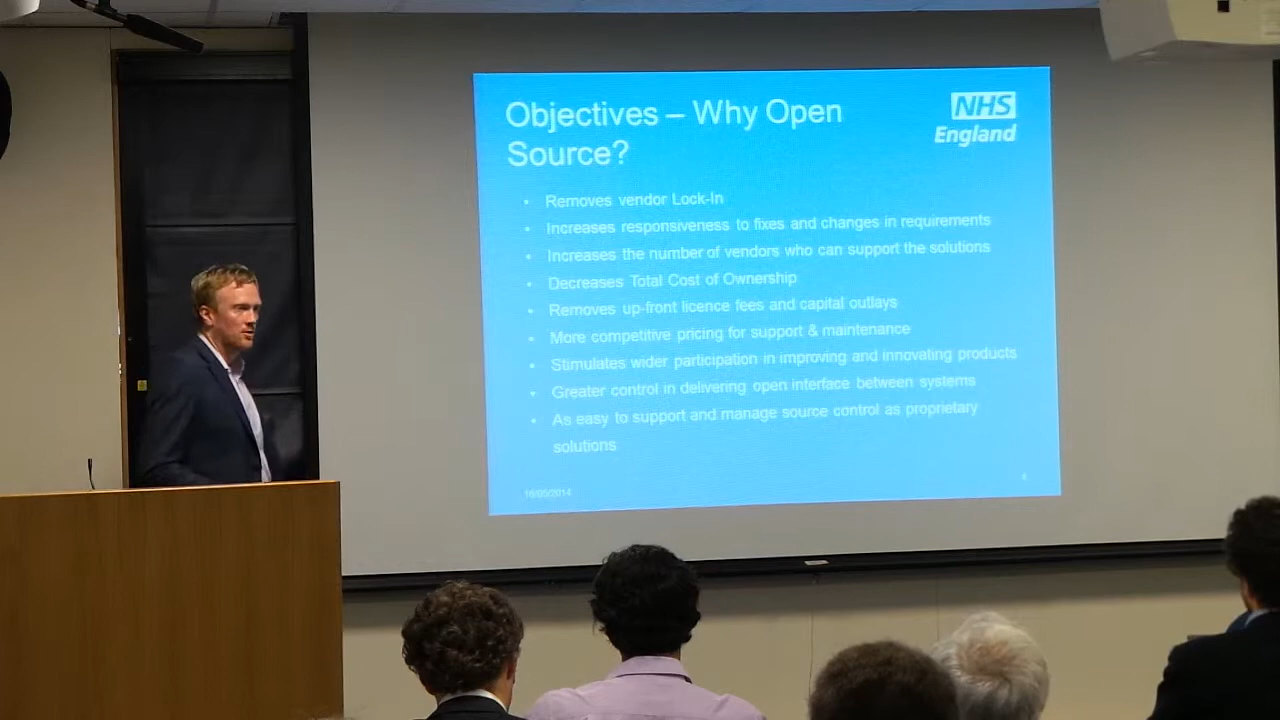 Objectives – Why Open
Source?
NHS
England
• Removes vendor Lock-In
• Increases responsiveness to fixes and changes in requirements
• Increases the number of vendors who can support the solutions
• Decreases Total Cost of Ownership
• Removes up-front licence fees and capital outlays
• More competitive pricing for support & maintenance
• Stimulates wider participation in improving and innovating products
• Greater control in delivering open interface between systems
• As easy to support and manage source control as proprietary
solutions
16/05/2014